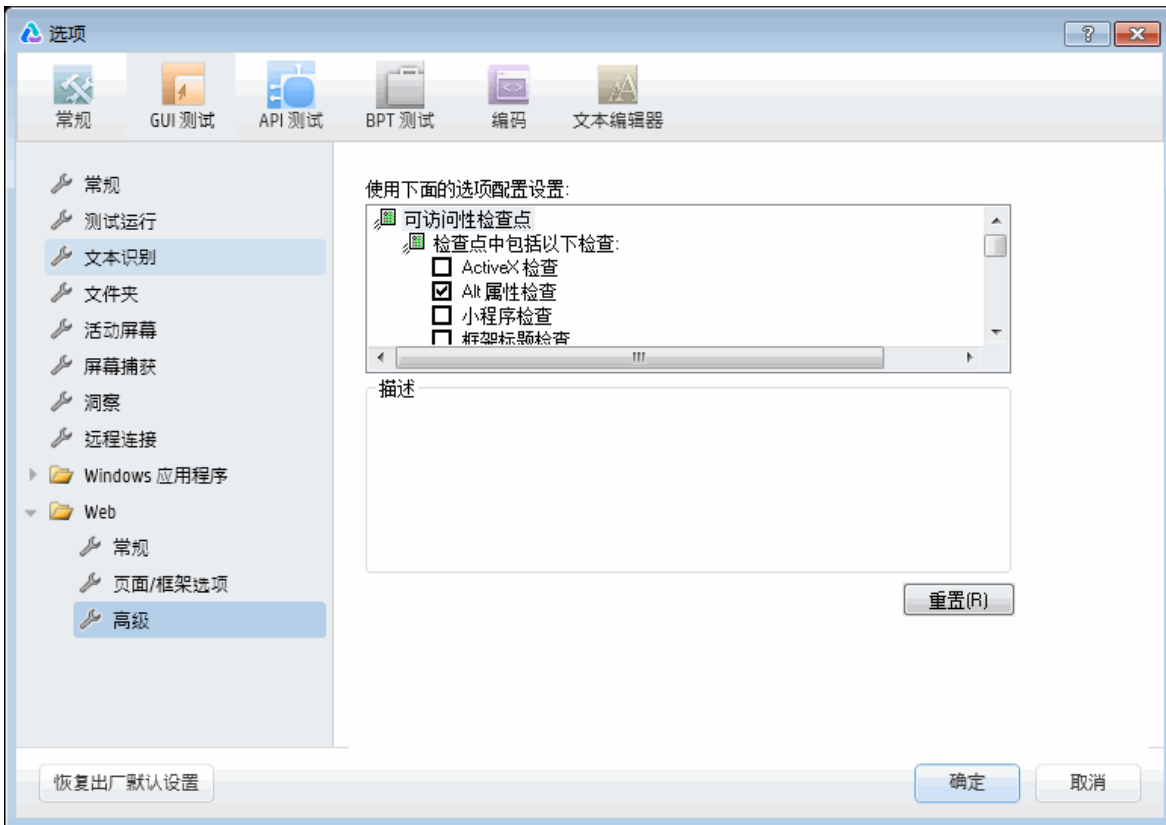 选项
常规
GUI 测试
API 测试
BPT 测试
编码
文本编辑器
常规
测试运行
文本识别
文件夹
活动屏幕
屏幕捕获
洞察
远程连接
Windows 应用程序
Web
常规
页面/框架选项
高级
使用下面的选项配置设置:
可访问性检查点
检查点中包括以下检查:
ActiveX 检查
Alt 属性检查
小程序检查
框架标题检查
描述
重置(R)
恢复出厂默认设置
确定
取消